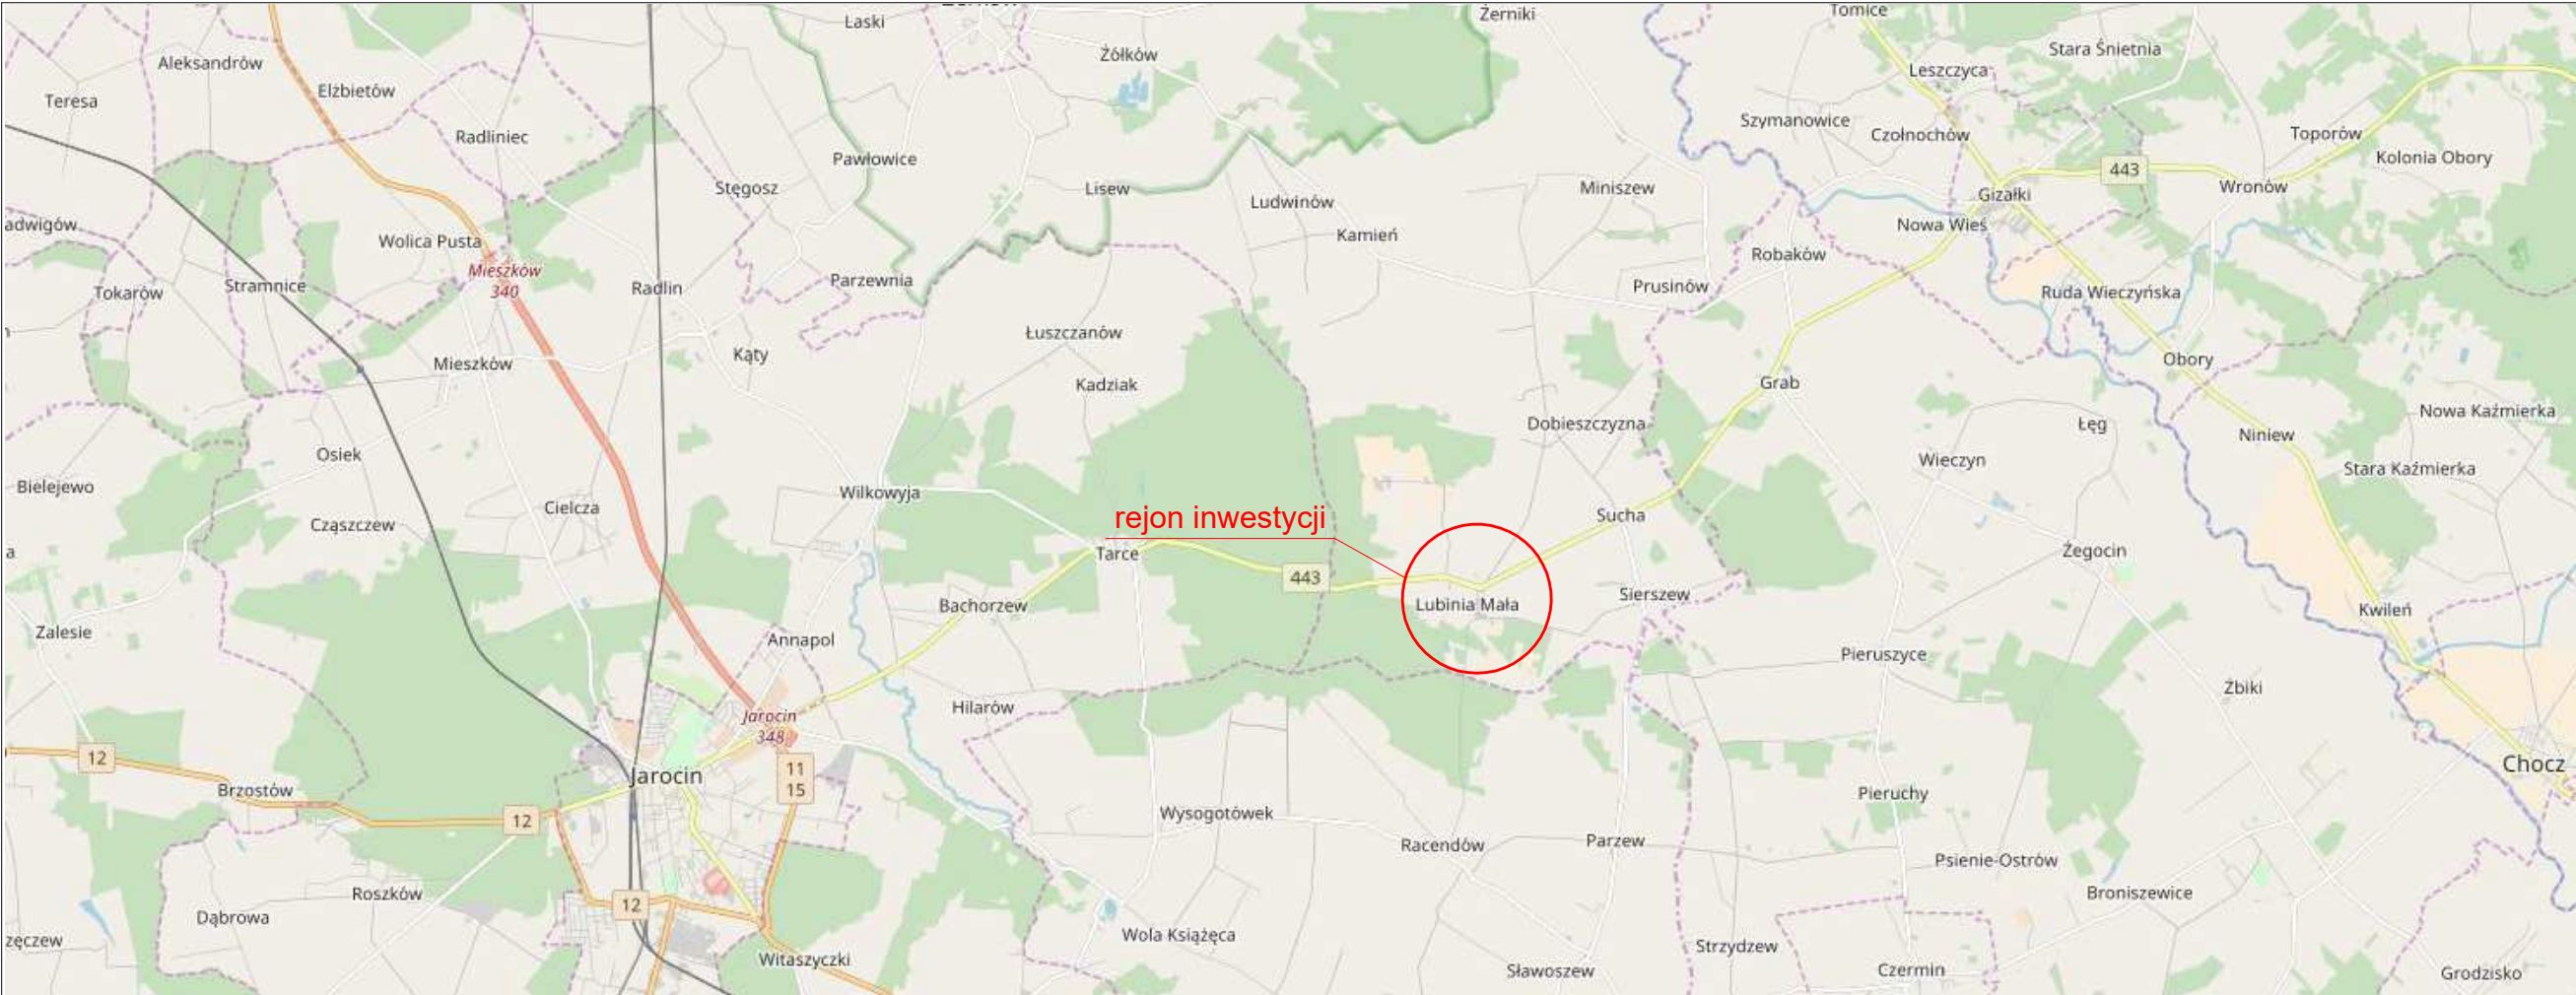 Laski
Żerniki
Tomice
Aleksandrów
Żółków
Stara Śnietnia
Elżbietów
Leszczyca
Teresa
Radliniec
Szymanowice
Czołnochów
Toporów
Pawłowice
Kolonia Obory
443
Stęgosz
Lisew
Miniszew
Wronów
Ludwinów
Gizałki
adwigów
Kamień
Nowa Wieś
Wolica Pusta
Robaków
Mieszków
340
Parzewnia
Stramnice
Radlin
Prusinów
Tokarów
Ruda Wieczyńska
Łuszczanów
Kąty
Obory
Mieszków
Kadziak
Grab
Nowa Kaźmierka
Dobieszczyzna
Łęg
Niniew
Osiek
Wieczyn
Stara Kaźmierka
Bielejewo
Wilkowyja
Cielcza
rejon inwestycji
Sucha
Cząszczew
a
Tarce
Żegocin
443
Bachorzew
Lubinia Mała
Sierszew
Kwileń
Zalesie
Annapol
Pieruszyce
Żbiki
Hilarów
Jarocin
348
12
Chocz
Jarocin
11
15
Brzostów
Pieruchy
Wysogotówek
12
Racendów
Parzew
Psienie-Ostrów
Roszków
Broniszewice
12
Dąbrowa
zęczew
Wola Książęca
Strzydzew
Witaszyczki
Sławoszew
Czermin
Grodzisko